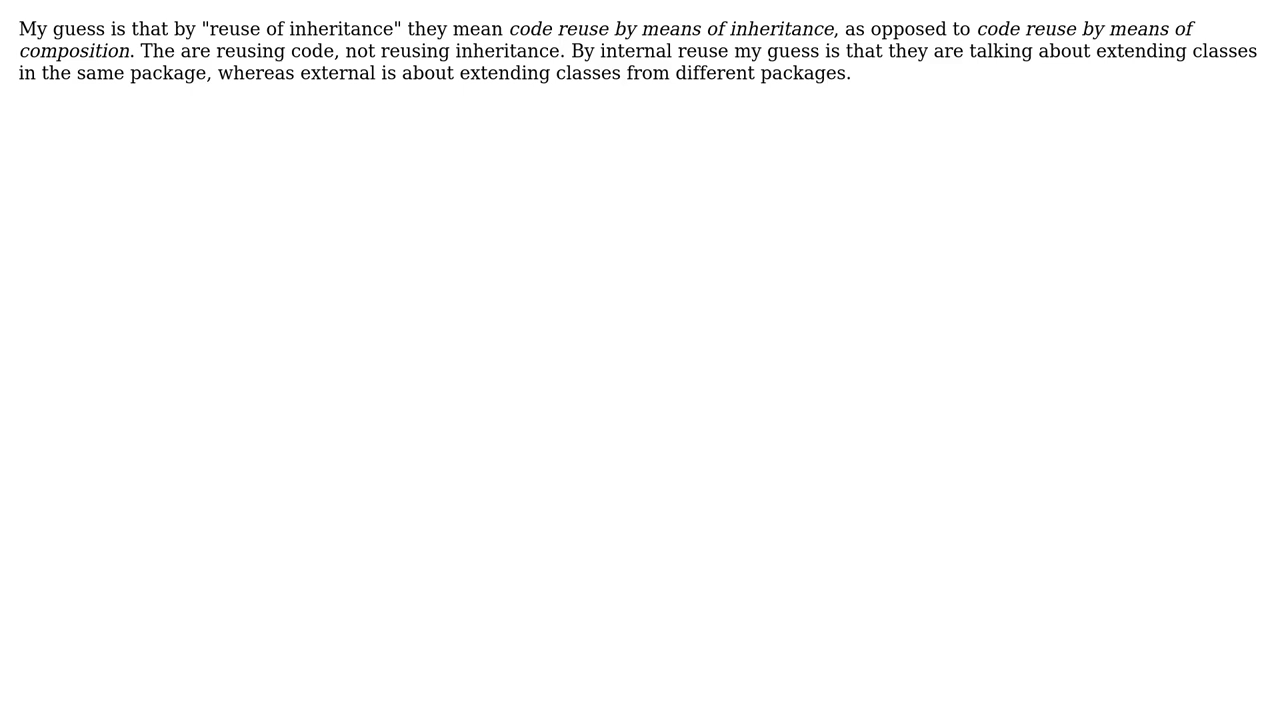 My guess is that by "reuse of inheritance" they mean code reuse by means of inheritance, as opposed to code reuse by means of
composition. The are reusing code, not reusing inheritance. By internal reuse my guess is that they are talking about extending classes
in the same package, whereas external is about extending classes from different packages.